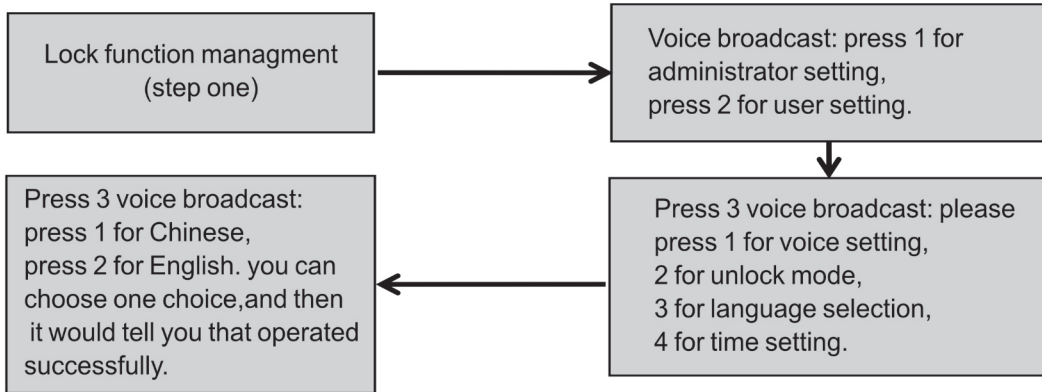 Lock function managment
(step one)
Voice broadcast: press 1 for
administrator setting,
press 2 for user setting.
Press 3 voice broadcast: please
press 1 for voice setting,
2 for unlock mode,
3 for language selection,
4 for time setting.
Press 3 voice broadcast:
press 1 for Chinese,
press 2 for English. you can
choose one choice,and then
it would tell you that operated
successfully.